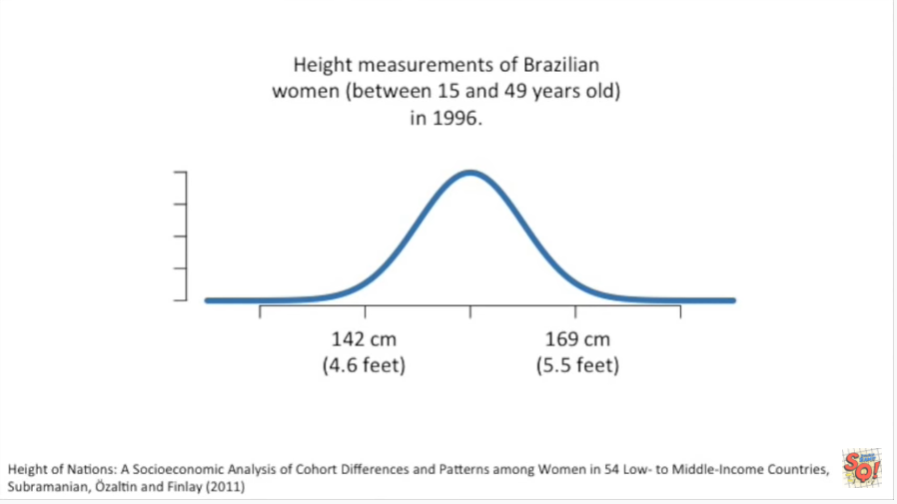 Height measurements of Brazilian
women (between 15 and 49 years old)
in 1996.
142 cm
(4.6 feet)
169 cm
(5.5 feet)
Height of Nations: A Socioeconomic Analysis of Cohort Differences and Patterns among Women in 54 Low- to Middle-Income Countries,
Subramanian, Özaltin and Finlay (2011)
SO!